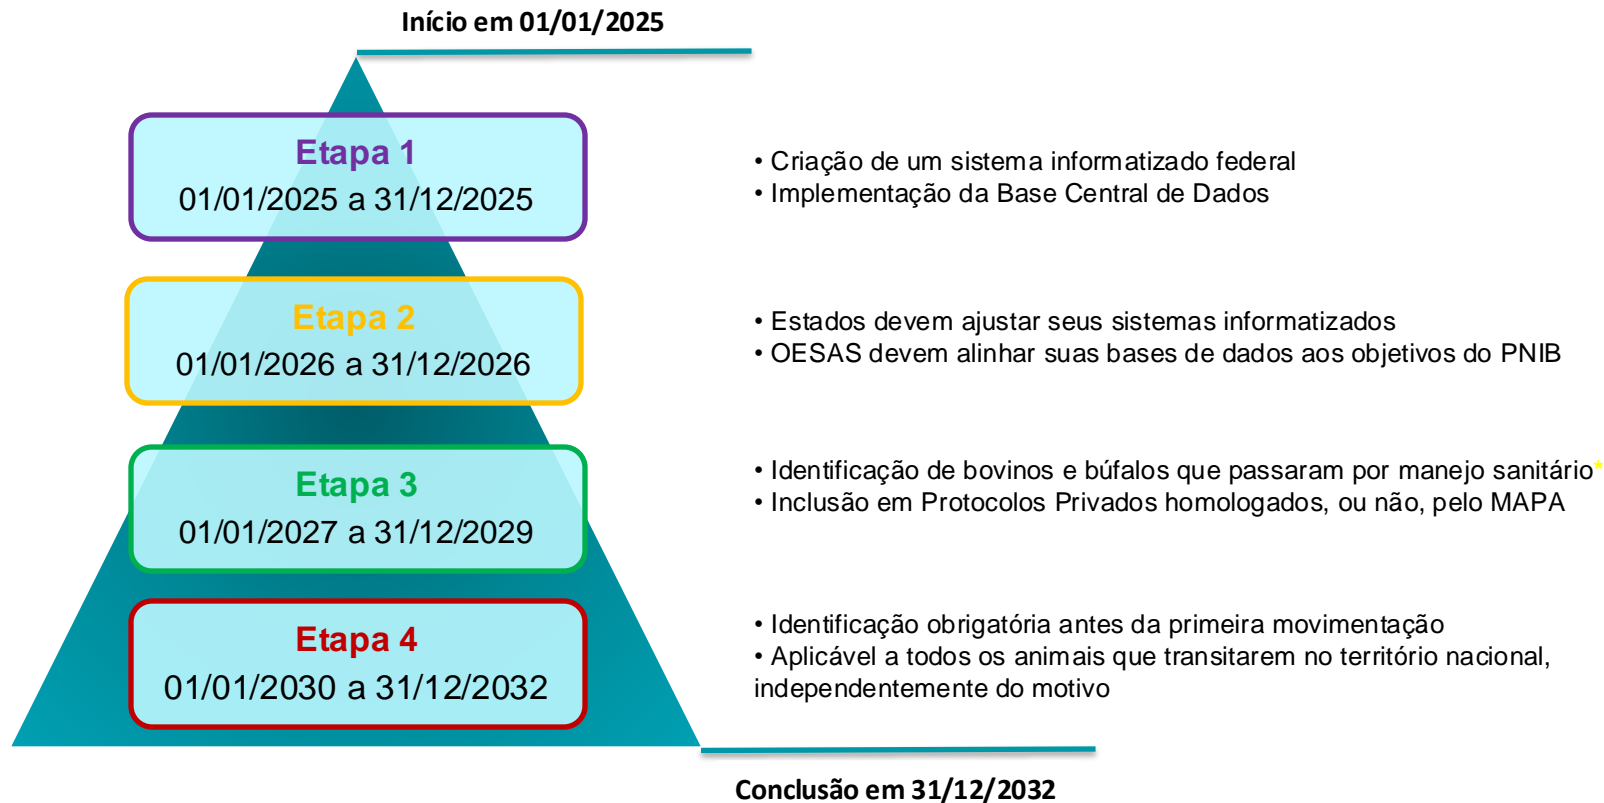 Início em 01/01/2025
Etapa 1
01/01/2025 a 31/12/2025
• Criação de um sistema informatizado federal
• Implementação da Base Central de Dados
Etapa 2
01/01/2026 a 31/12/2026
• Estados devem ajustar seus sistemas informatizados
• OESAS devem alinhar suas bases de dados aos objetivos do PNIB
Etapa 3
01/01/2027 a 31/12/2029
• Identificação de bovinos e búfalos que passaram por manejo sanitário*
• Inclusão em Protocolos Privados homologados, ou não, pelo MAPA
Etapa 4
01/01/2030 a 31/12/2032
• Identificação obrigatória antes da primeira movimentação
• Aplicável a todos os animais que transitarem no território nacional,
independentemente do motivo
Conclusão em 31/12/2032